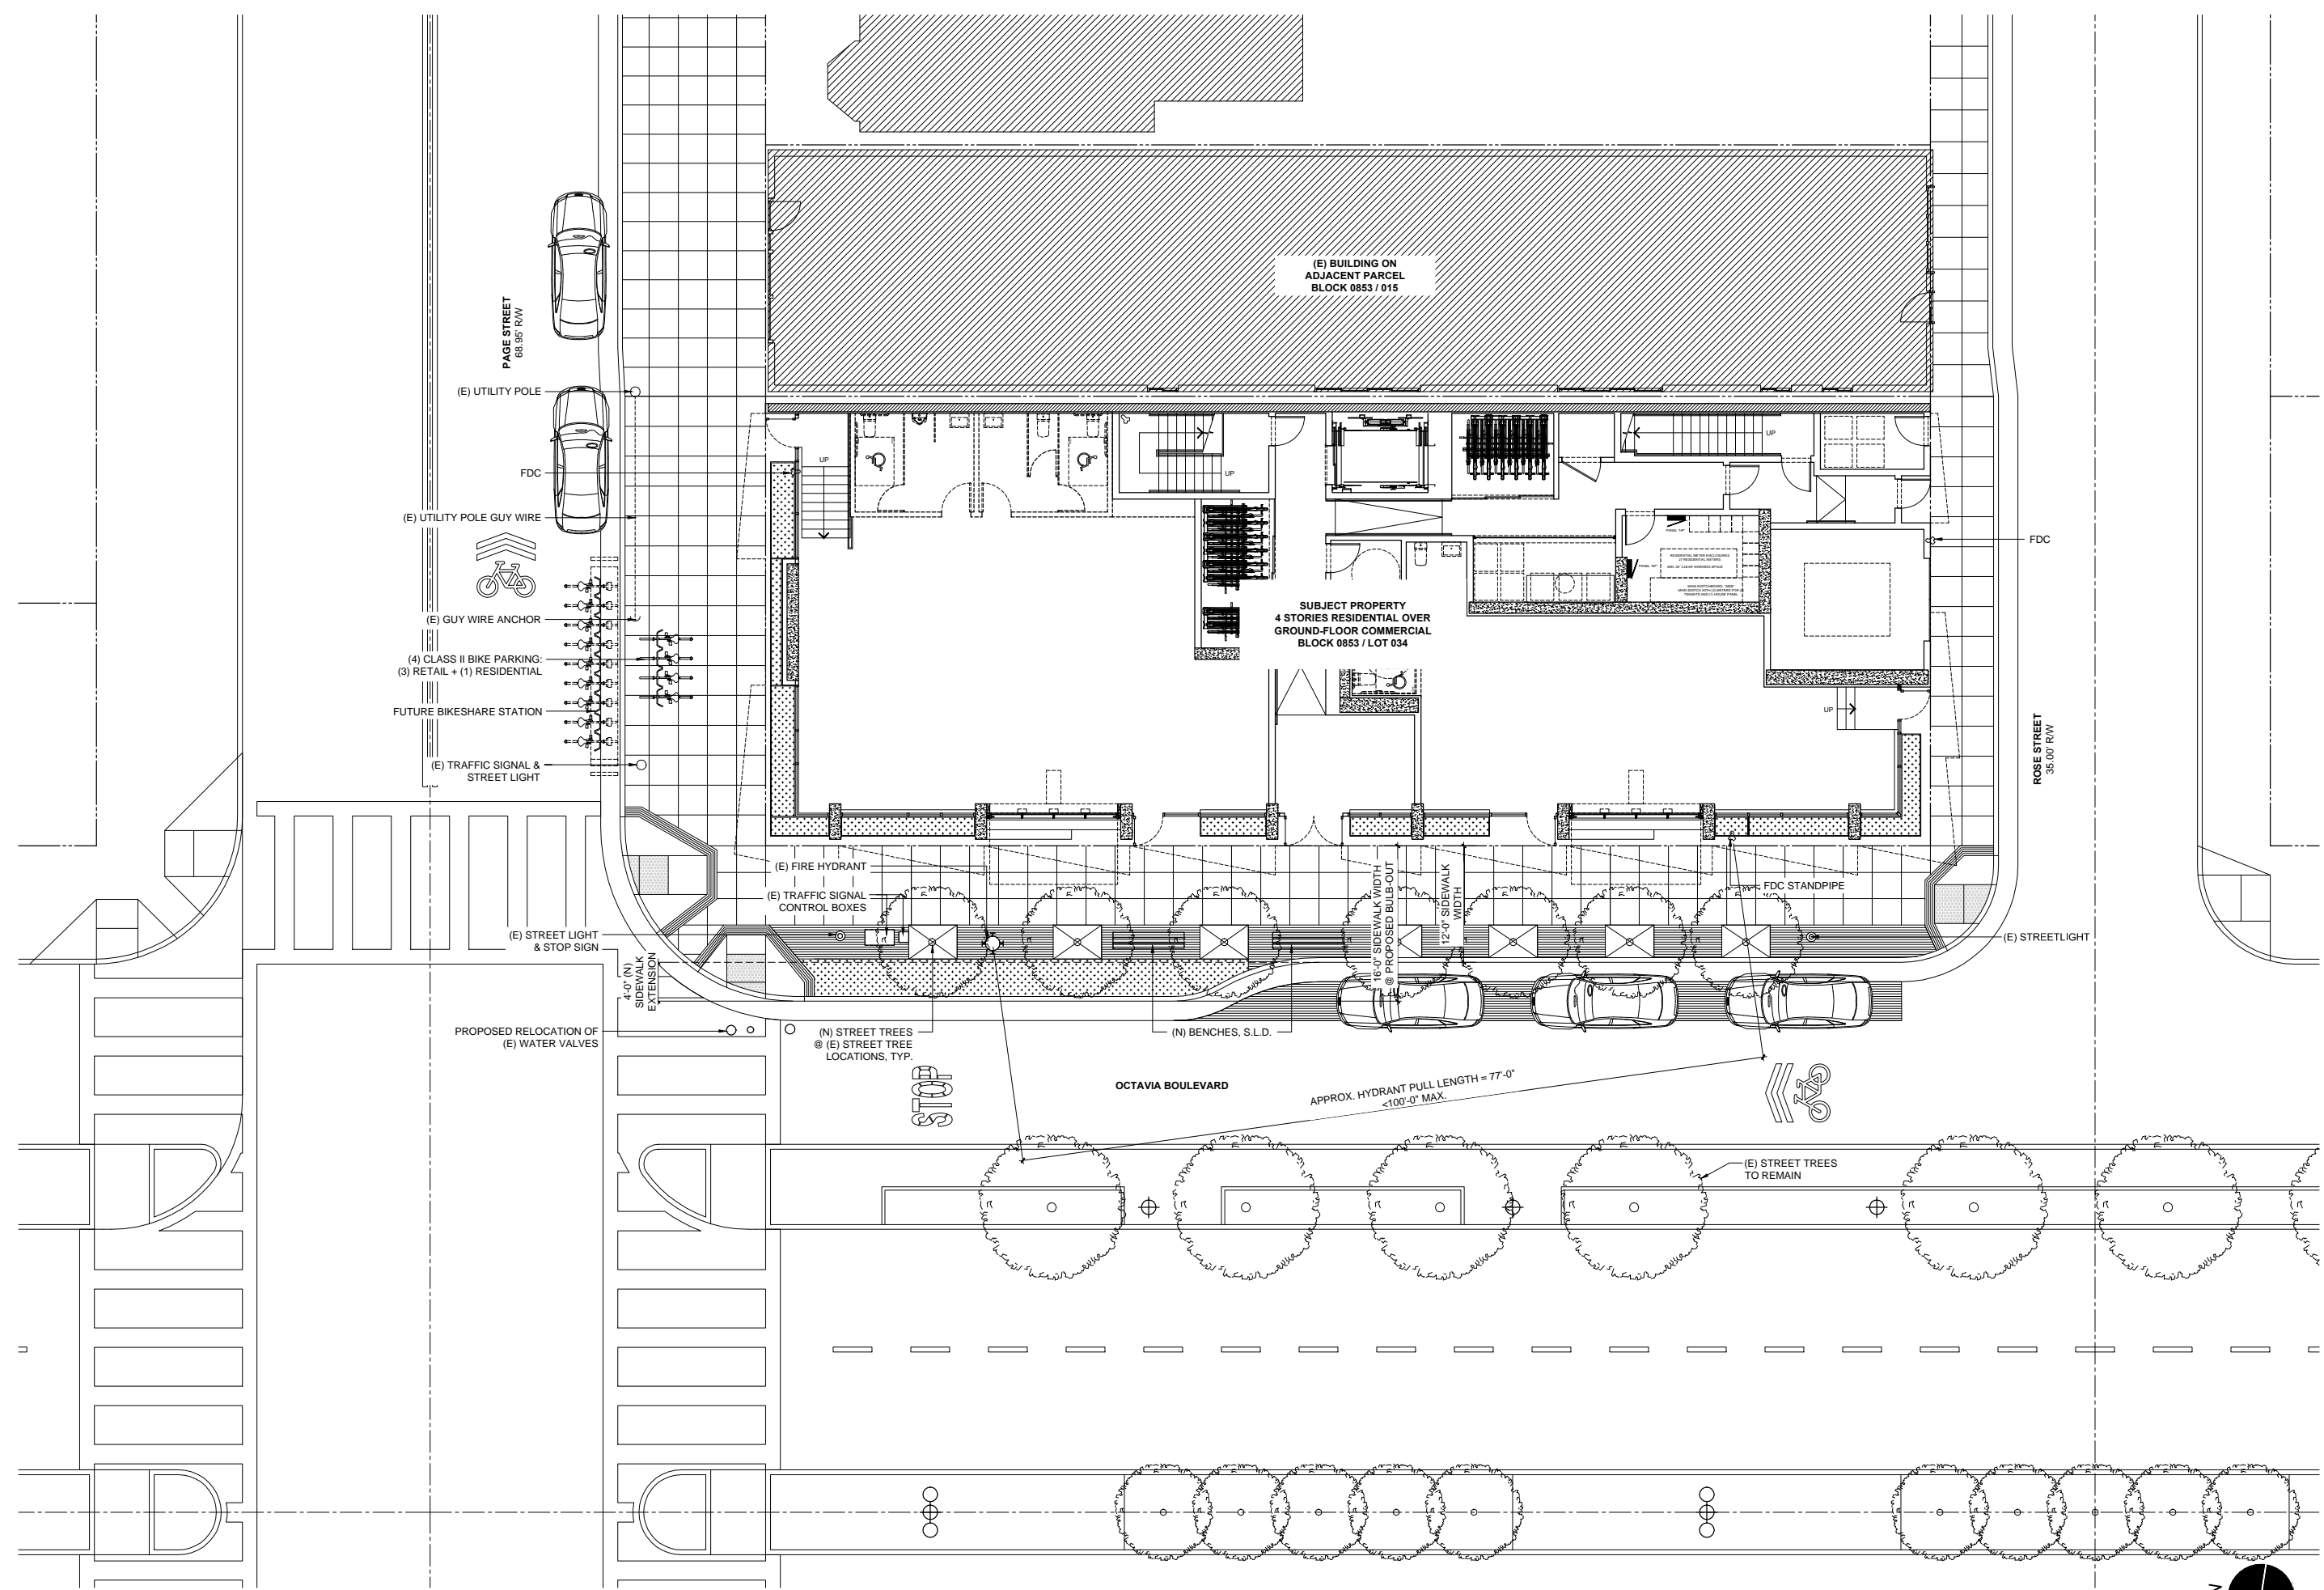 (E) BUILDING ON
ADJACENT PARCEL
BLOCK 0853 / 015
PAGE STREET
68.95' R/W
(E) UTILITY POLE
FDC
(E) UTILITY POLE GUY WIRE
(E) GUY WIRE ANCHOR
(4) CLASS II BIKE PARKING:
(3) RETAIL + (1) RESIDENTIAL
FUTURE BIKESHARE STATION
(E) TRAFFIC SIGNAL &
STREET LIGHT
UP
UP
UP
UP
PANEL "HP"
RESIDENTIAL METER ENCLOSURES
FDC
SUBJECT PROPERTY
4 STORIES RESIDENTIAL OVER
GROUND-FLOOR COMMERCIAL
BLOCK 0853 / LOT 034
ROSE STREET
35.00' R/W
(E) FIRE HYDRANT
(E) TRAFFIC SIGNAL
CONTROL BOXES
16'-0" SIDEWALK WIDTH
@ PROPOSED BULB-OUT
12'-0" SIDEWALK
WIDTH
FDC STANDPIPE
(E) STREET LIGHT
& STOP SIGN
(E) STREETLIGHT
4'-0" (N)
SIDEWALK
EXTENSION
PROPOSED RELOCATION OF
(E) WATER VALVES
(N) STREET TREES
@ (E) STREET TREE
LOCATIONS, TYP.
(N) BENCHES, S.L.D.
STOP
OCTAVIA BOULEVARD
APPROX. HYDRANT PULL LENGTH = 77'-0"
<100'-0" MAX.
(E) STREET TREES
TO REMAIN
N